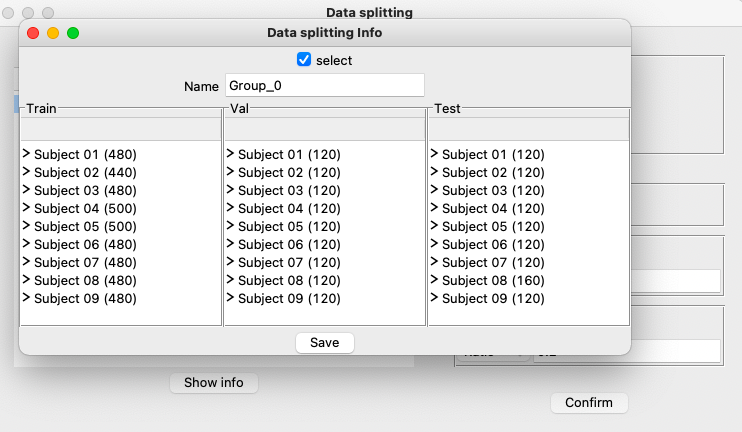 Data splitting
Data splitting Info
select
Name Group_0
Train Val Test
> Subject 01 (480) > Subject 01 (120) > Subject 01 (120)
> Subject 02 (440) > Subject 02 (120) > Subject 02 (120)
> Subject 03 (480) > Subject 03 (120) > Subject 03 (120)
> Subject 04 (500) > Subject 04 (120) > Subject 04 (120)
> Subject 05 (500) > Subject 05 (120) > Subject 05 (120)
> Subject 06 (480) > Subject 06 (120) > Subject 06 (120)
> Subject 07 (480) > Subject 07 (120) > Subject 07 (120)
> Subject 08 (480) > Subject 08 (120) > Subject 08 (160)
> Subject 09 (480) > Subject 09 (120) > Subject 09 (120)
Save
Show info
Confirm